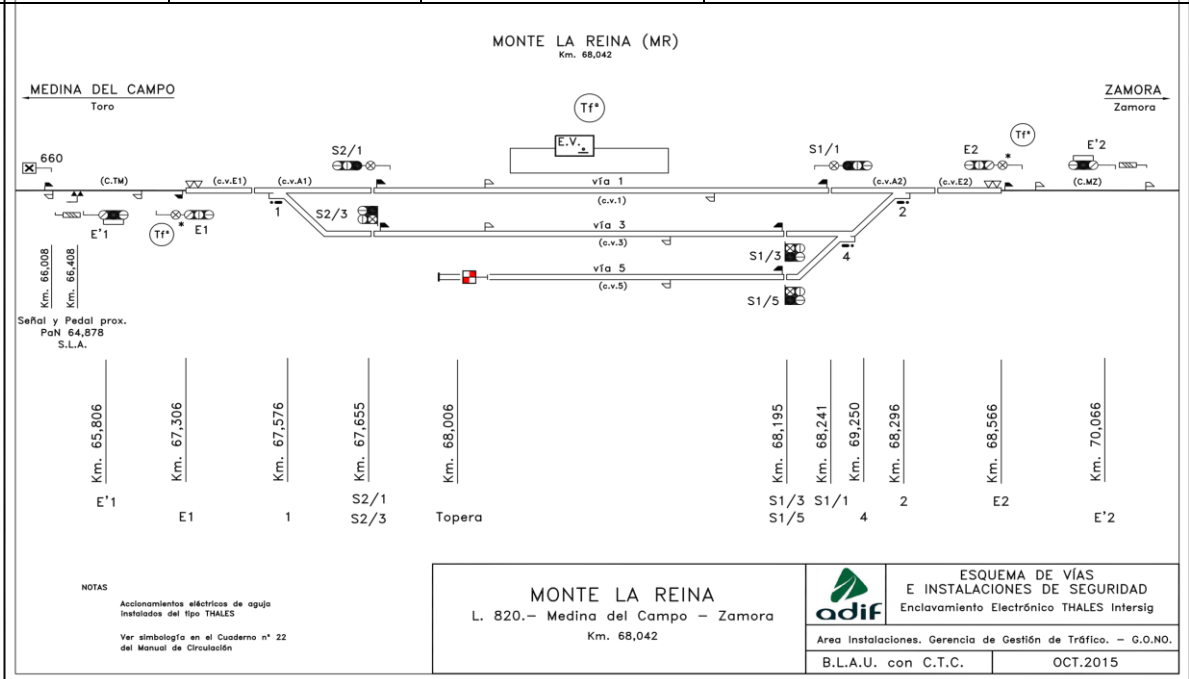 MONTE LA REINA (MR)
Km. 68,042
MEDINA DEL CAMPO
Toro
ZAMORA
Zamora
Tfª
E.V.
660
S2/1
S1/1
E2
Tfª
*
E'2
(C.TM)
(c.v.E1)
(c.v.A1)
vía 1
(c.v.1)
(c.v.A2)
(c.v.E2)
(C.MZ)
E'1
Tfª
*
E1
1
S2/3
2
vía 3
(c.v.3)
S1/3
4
vía 5
(c.v.5)
S1/5
Km. 66,008
Km. 66,408
Señal y Pedal prox.
PaN 64,878
S.L.A.
Km. 65,806
Km. 67,306
Km. 67,576
Km. 67,655
Km. 68,006
Km. 68,195
Km. 68,241
Km. 69,250
Km. 68,296
Km. 68,566
Km. 70,066
E'1
E1
1
S2/1
S2/3
Topera
S1/3
S1/5
S1/1
4
2
E2
E'2
NOTAS
Accionamientos eléctricos de aguja
instalados del tipo THALES
Ver simbología en el Cuaderno nº 22
del Manual de Circulación
MONTE LA REINA
L. 820.- Medina del Campo - Zamora
Km. 68,042
adif
ESQUEMA DE VÍAS
E INSTALACIONES DE SEGURIDAD
Enclavamiento Electrónico THALES Intersig
Area Instalaciones. Gerencia de Gestión de Tráfico. - G.O.NO.
B.L.A.U. con C.T.C.
OCT.2015